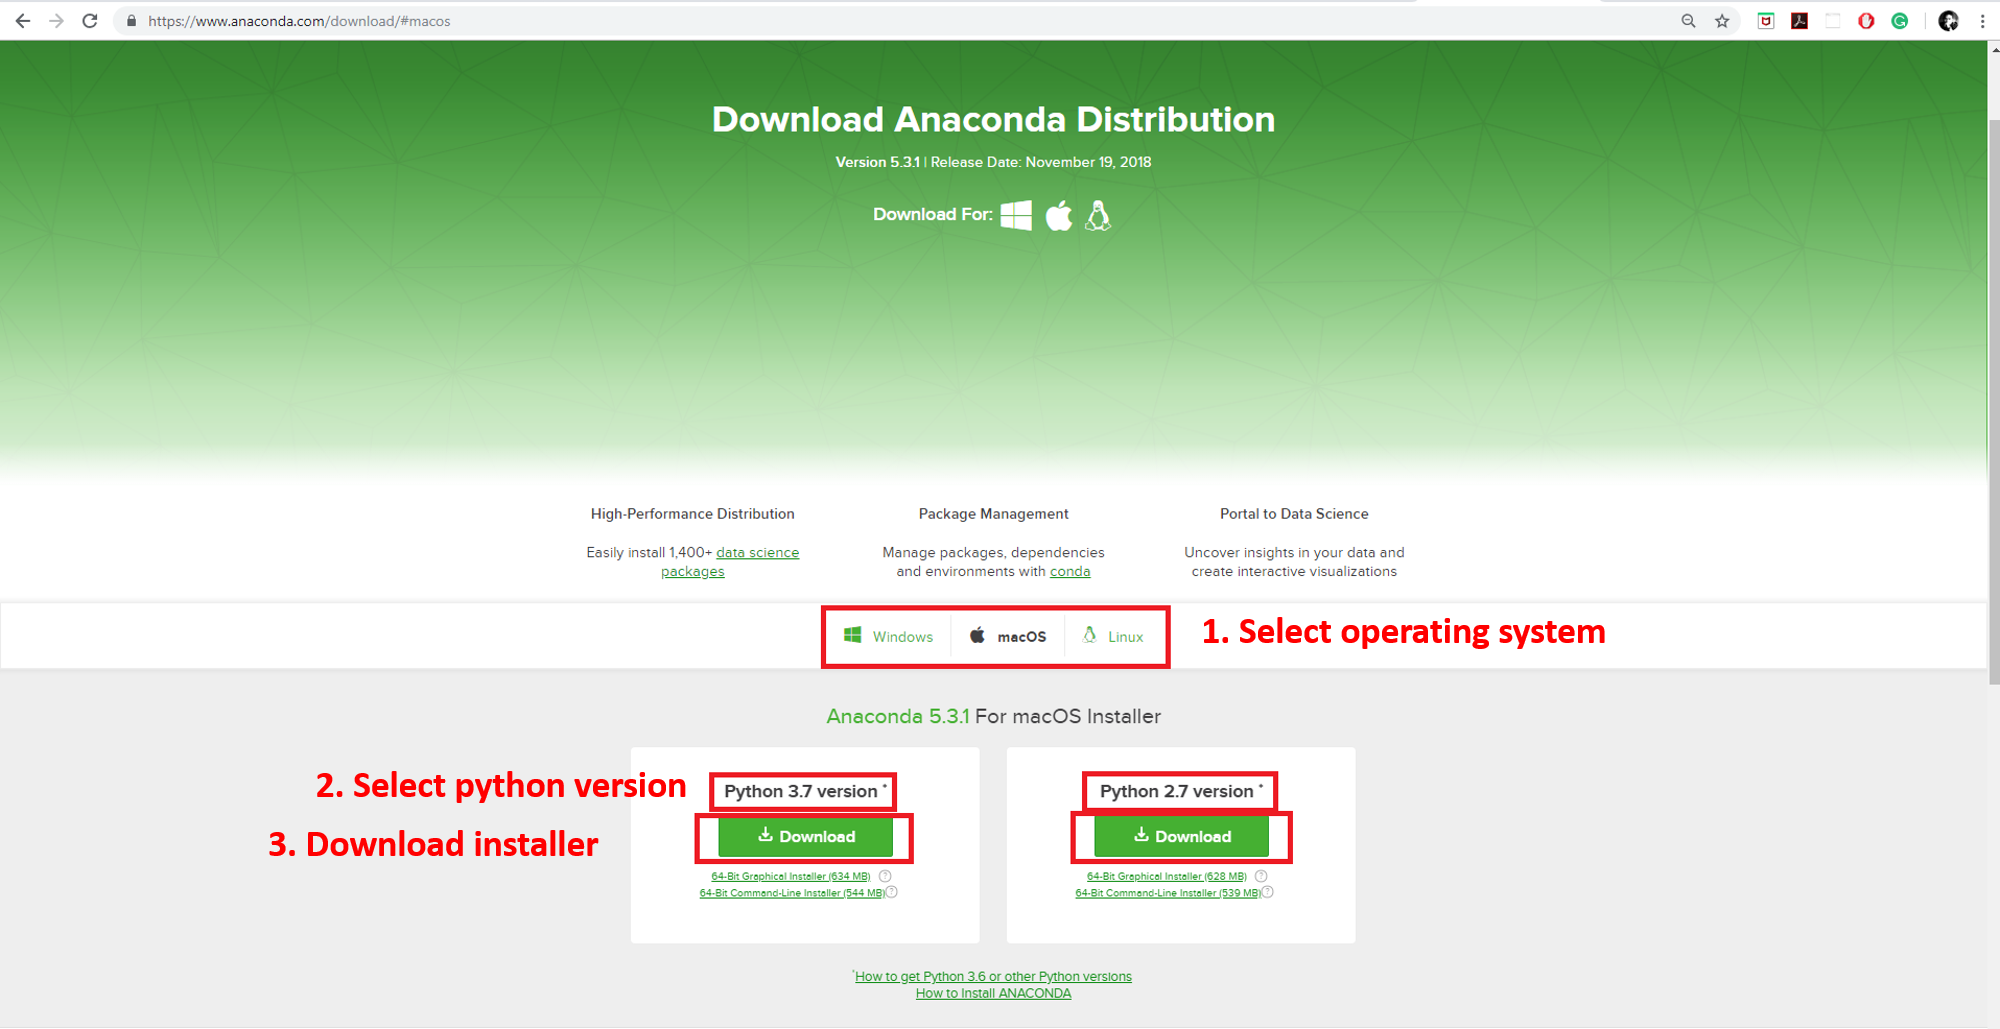 https://www.anaconda.com/download/#macos
Download Anaconda Distribution
Version 5.3.1 | Release Date: November 19, 2018
Download For:
High-Performance Distribution
Easily install 1,400+ data science
packages
Package Management
Manage packages, dependencies
and environments with conda
Portal to Data Science
Uncover insights in your data and
create interactive visualizations
Windows
macOS
Linux
1. Select operating system
Anaconda 5.3.1 For macOS Installer
2. Select python version
3. Download installer
Python 3.7 version *
Download
64-Bit Graphical Installer (634 MB) ?
64-Bit Command-Line Installer (544 MB) ?
Python 2.7 version *
Download
64-Bit Graphical Installer (628 MB) ?
64-Bit Command-Line Installer (539 MB) ?
*How to get Python 3.6 or other Python versions
How to Install ANACONDA